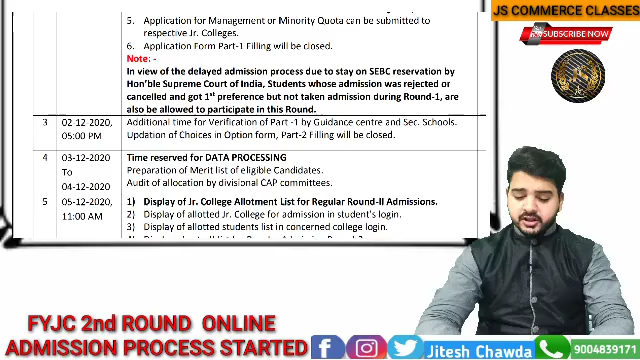 JS COMMERCE CLASSES
SUBSCRIBE NOW
5. Application for Management or Minority Quota can be submitted to
respective Jr. Colleges.
6. Application Form Part-1 Filling will be closed.
Note: -
In view of the delayed admission process due to stay on SEBC reservation by
Hon'ble Supreme Court of India, Students whose admission was rejected or
cancelled and got 1st preference but not taken admission during Round-1, are
also be allowed to participate in this Round.
3 02-12-2020, Additional time for Verification of Part -1 by Guidance centre and Sec. Schools.
05:00 PM Updation of Choices in Option form, Part-2 Filling will be closed.
4 03-12-2020 Time reserved for DATA PROCESSING
To Preparation of Merit list of eligible Candidates.
04-12-2020 Audit of allocation by divisional CAP committees.
5 05-12-2020, 1) Display of Jr. College Allotment List for Regular Round-II Admissions.
11:00 AM 2) Display of allotted Jr. College for admission in student's login.
3) Display of allotted students list in concerned college login.
FYJC 2nd ROUND ONLINE
ADMISSION PROCESS STARTED
Jitesh Chawda
9004839171